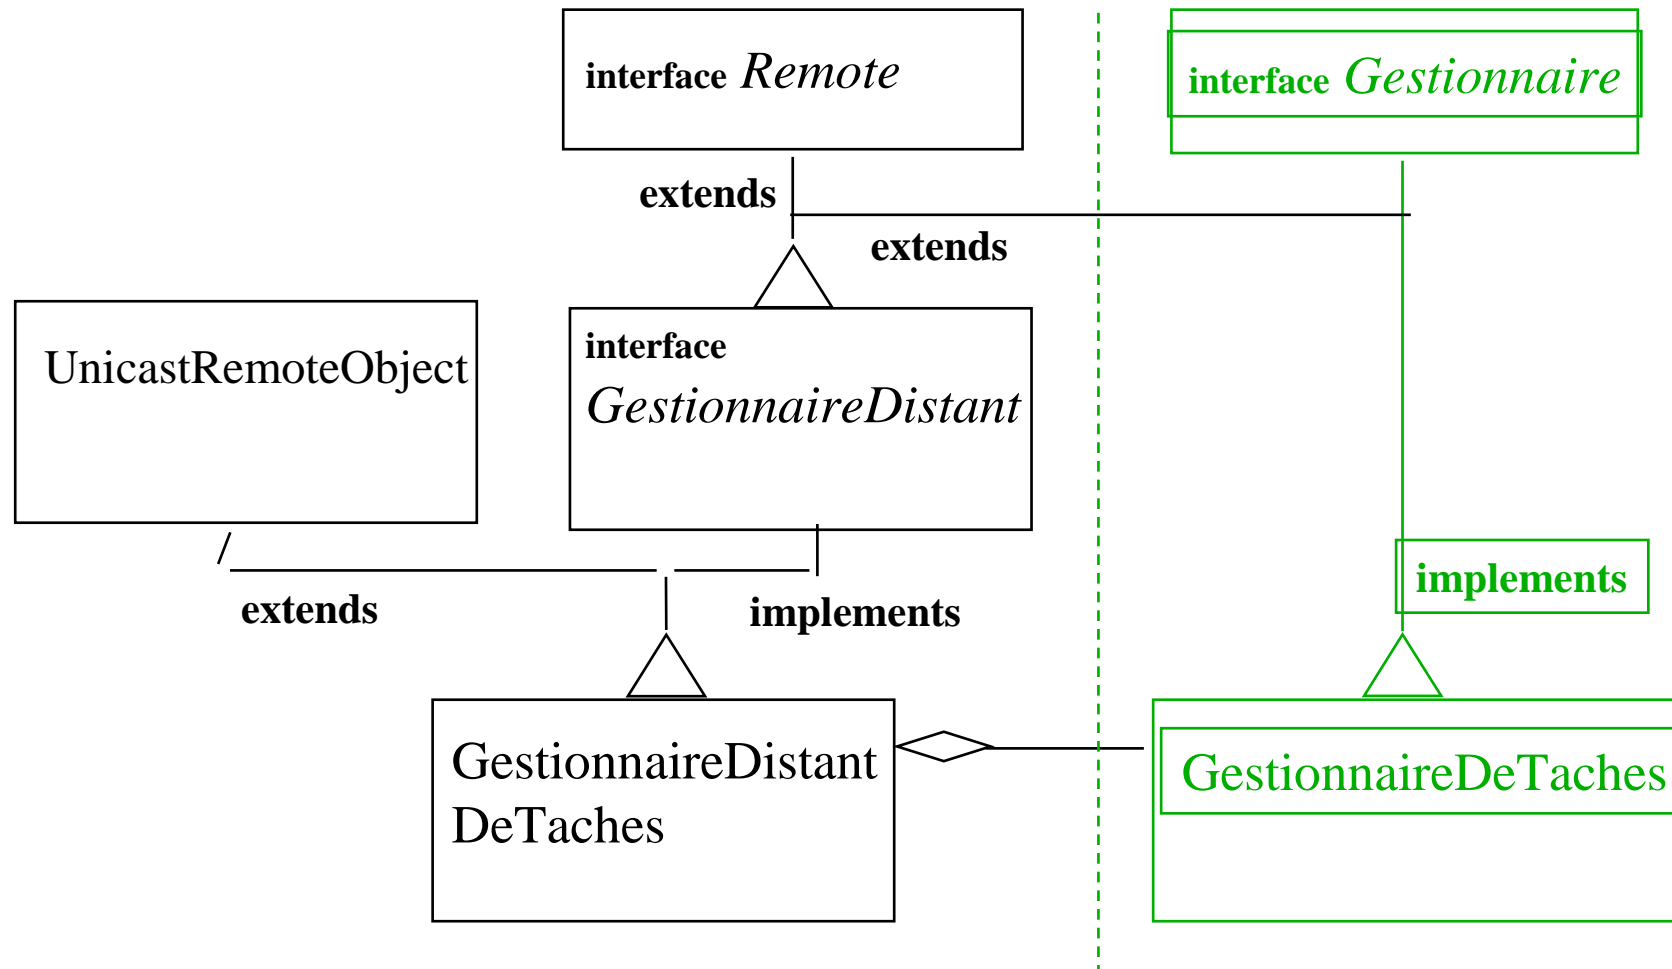 interface Remote
interface Gestionnaire
extends
extends
UnicastRemoteObject
interface
GestionnaireDistant
implements
extends
implements
GestionnaireDistant
DeTaches
GestionnaireDeTaches